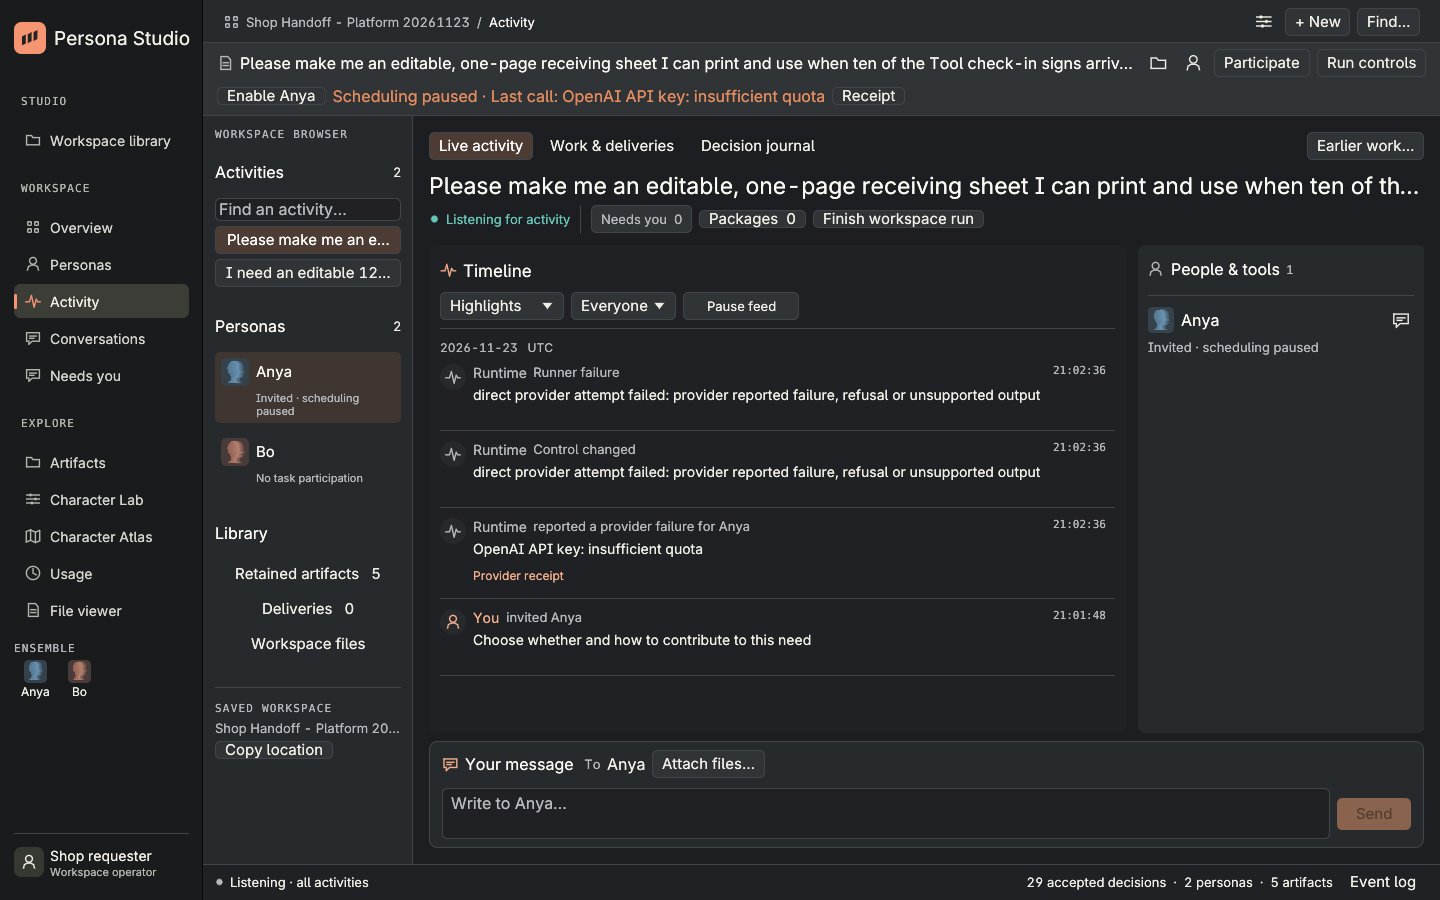 Persona Studio
STUDIO
Workspace library
WORKSPACE
Overview
Personas
Activity
Conversations
Needs you
EXPLORE
Artifacts
Character Lab
Character Atlas
Usage
File viewer
ENSEMBLE
Anya Bo
Shop requester
Workspace operator
Shop Handoff - Platform 20261123 / Activity
+ New Find...
Please make me an editable, one-page receiving sheet I can print and use when ten of the Tool check-in signs arriv...
Participate Run controls
Enable Anya Scheduling paused · Last call: OpenAI API key: insufficient quota Receipt
WORKSPACE BROWSER
Activities 2
Find an activity...
Please make me an e...
I need an editable 12...
Personas 2
Anya
Invited · scheduling
paused
Bo
No task participation
Library
Retained artifacts 5
Deliveries 0
Workspace files
SAVED WORKSPACE
Shop Handoff - Platform 20...
Copy location
Live activity Work & deliveries Decision journal Earlier work...
Please make me an editable, one-page receiving sheet I can print and use when ten of th...
Listening for activity Needs you 0 Packages 0 Finish workspace run
Timeline
Highlights Everyone Pause feed
2026-11-23 UTC
Runtime Runner failure 21:02:36
direct provider attempt failed: provider reported failure, refusal or unsupported output
Runtime Control changed 21:02:36
direct provider attempt failed: provider reported failure, refusal or unsupported output
Runtime reported a provider failure for Anya 21:02:36
OpenAI API key: insufficient quota
Provider receipt
You invited Anya 21:01:48
Choose whether and how to contribute to this need
People & tools 1
Anya
Invited · scheduling paused
Your message To Anya Attach files...
Write to Anya...
Send
Listening · all activities
29 accepted decisions · 2 personas · 5 artifacts Event log